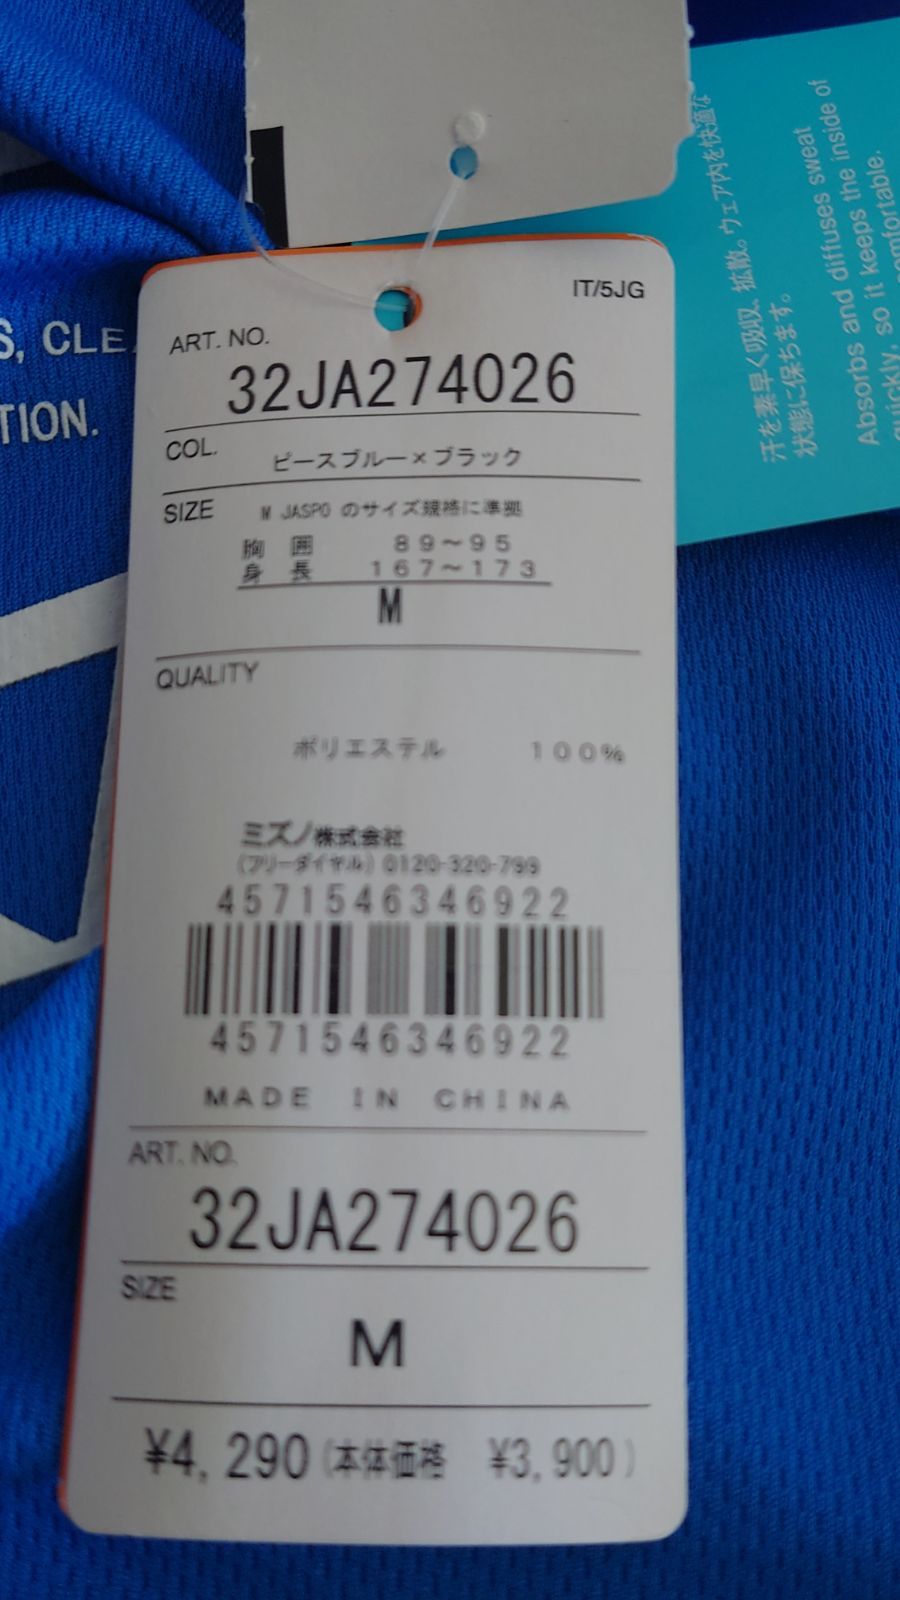 IT/5JG
ART. NO.
32JA274026
COL.
ピースブルー×ブラック
SIZE
M JASPO のサイズ規格に準拠
胸 囲 89～95
身 長 167～173
M
QUALITY
ポリエステル 100%
ミズノ株式会社
(フリーダイヤル) 0120-320-799
4571546346922
4571546346922
MADE IN CHINA
ART. NO.
32JA274026
SIZE
M
¥4,290(本体価格 ¥3,900)
汗を素早く吸収、拡散。ウェア内を快適な
状態に保ちます。
Absorbs and diffuses sweat
quickly, so it keeps the inside of
S, CLE
TION.